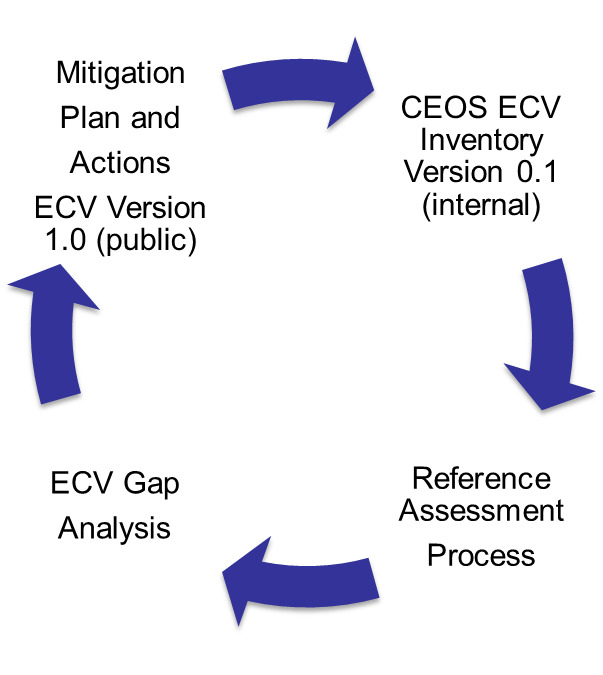 Mitigation
Plan and
Actions
ECV Version
1.0 (public)
CEOS ECV
Inventory
Version 0.1
(internal)
Reference
Assessment
Process
ECV Gap
Analysis